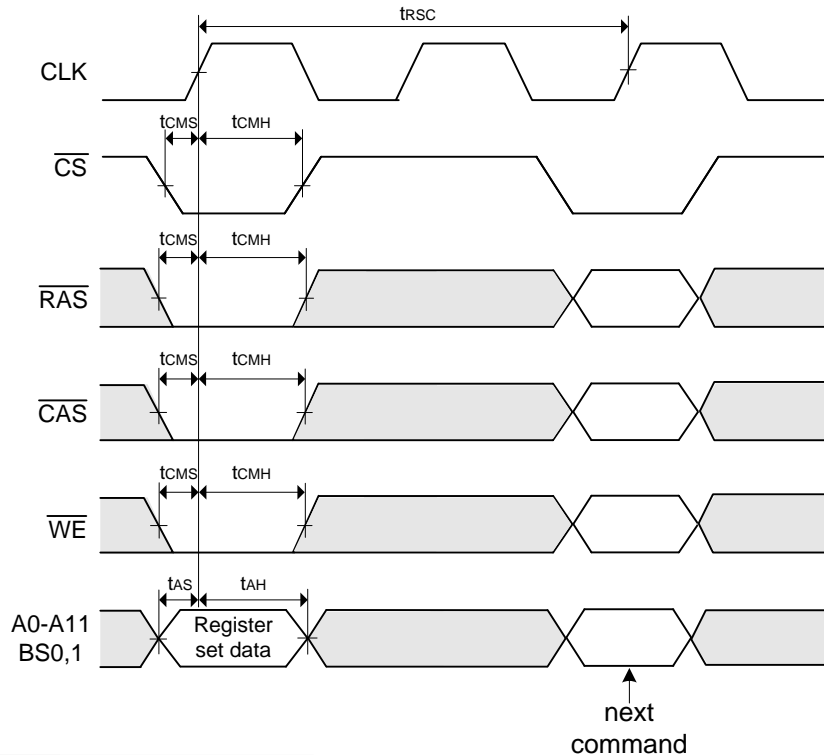 tRSC
CLK
tCMS tCMH
CS
tCMS tCMH
RAS
tCMS tCMH
CAS
tCMS tCMH
WE
tAS tAH
A0-A11
BS0,1
Register
set data
next
command